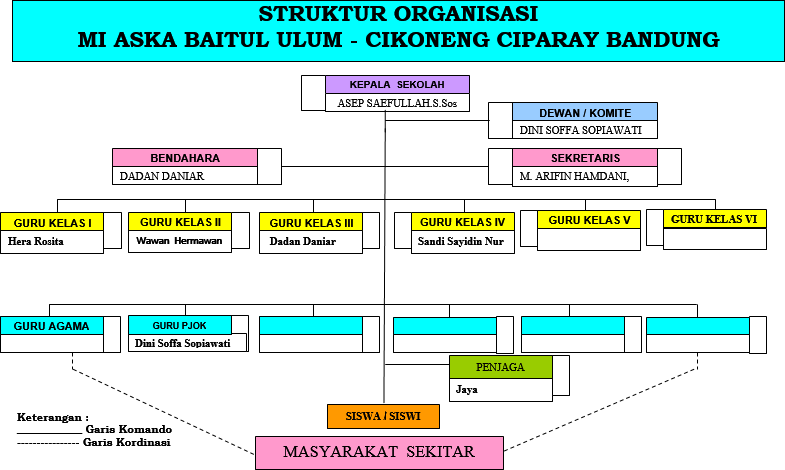 STRUKTUR ORGANISASI
MI ASKA BAITUL ULUM - CIKONENG CIPARAY BANDUNG
KEPALA SEKOLAH
ASEP SAEFULLAH.S.Sos
DEWAN / KOMITE
DINI SOFFA SOPIAWATI
BENDAHARA
DADAN DANIAR
SEKRETARIS
M. ARIFIN HAMDANI,
GURU KELAS I
Hera Rosita
GURU KELAS II
Wawan Hermawan
GURU KELAS III
Dadan Daniar
GURU KELAS IV
Sandi Sayidin Nur
GURU KELAS V
GURU KELAS VI
GURU AGAMA
GURU PJOK
Dini Soffa Sopiawati
PENJAGA
Jaya
SISWA / SISWI
MASYARAKAT SEKITAR
Keterangan :
____________ Garis Komando
---------------- Garis Kordinasi